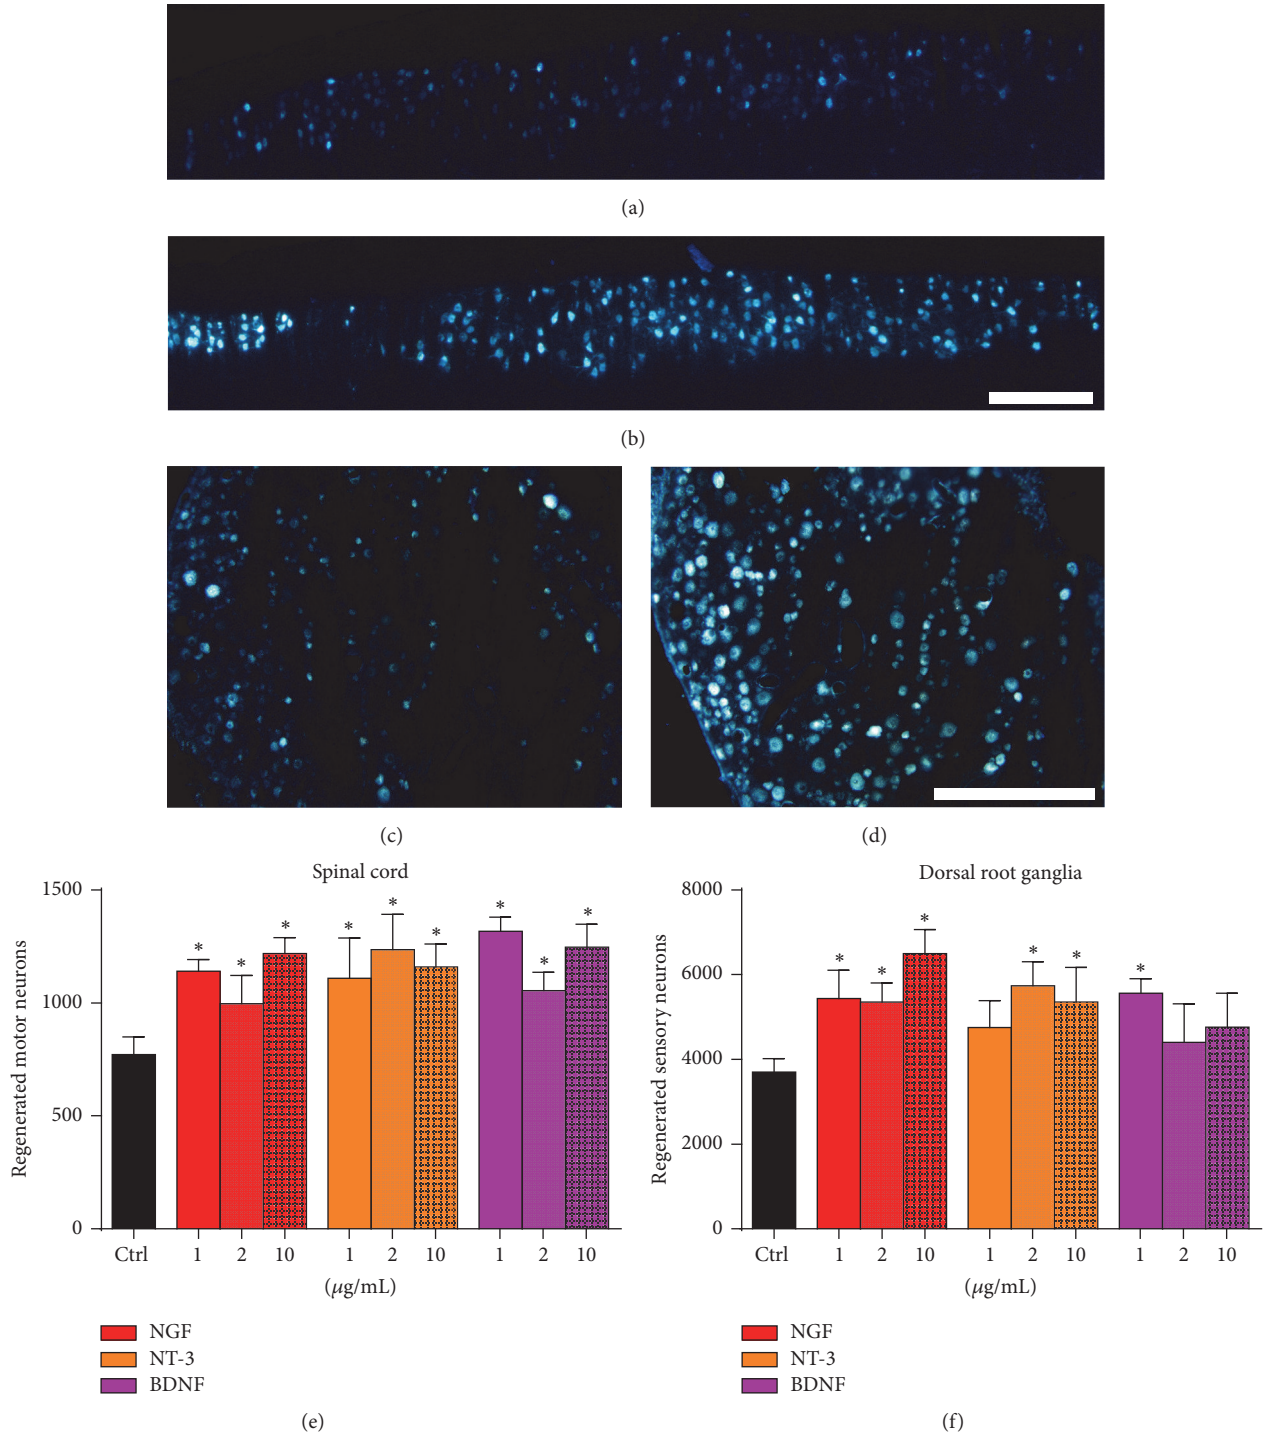 (a)
(b)
(c)
(d)
Spinal cord
Regenerated motor neurons
1500
1000
500
0
* * * * * * * * *
Ctrl 1 2 10 1 2 10 1 2 10
(μg/mL)
NGF
NT-3
BDNF
(e)
Dorsal root ganglia
Regenerated sensory neurons
8000
6000
4000
2000
0
* * * * * *
Ctrl 1 2 10 1 2 10 1 2 10
(μg/mL)
NGF
NT-3
BDNF
(f)